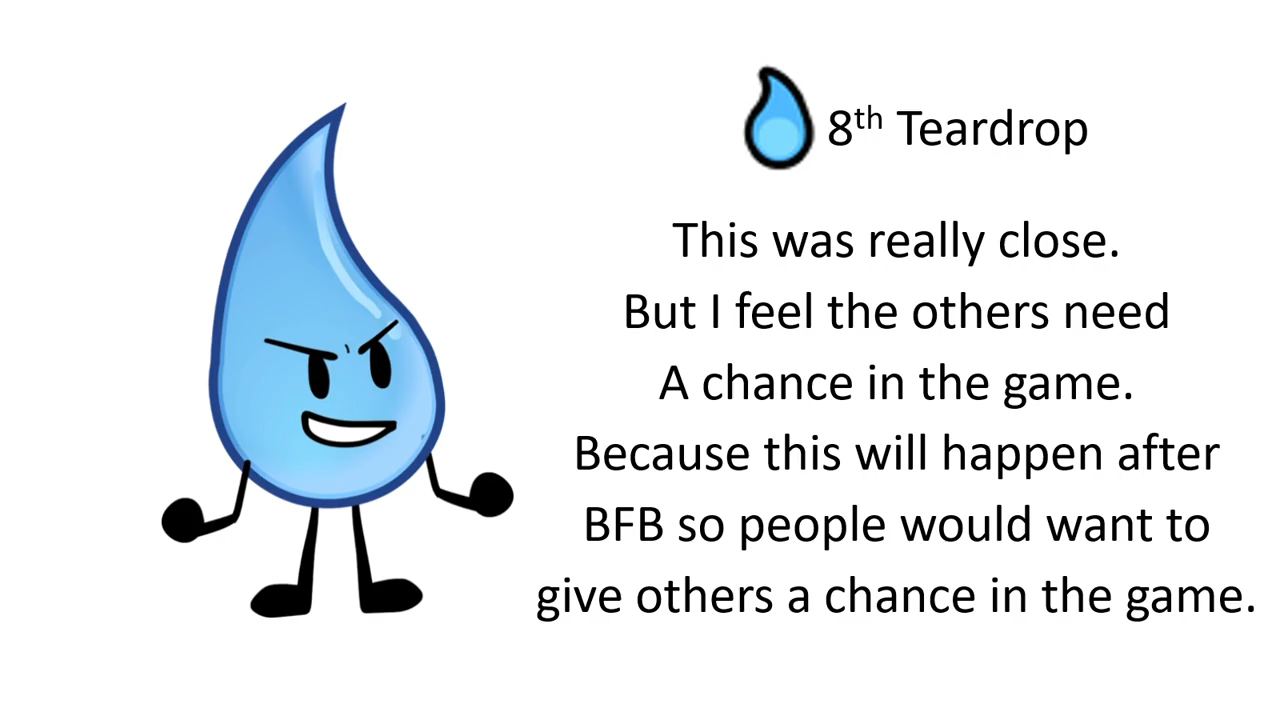 8th Teardrop
This was really close.
But I feel the others need
A chance in the game.
Because this will happen after
BFB so people would want to
give others a chance in the game.